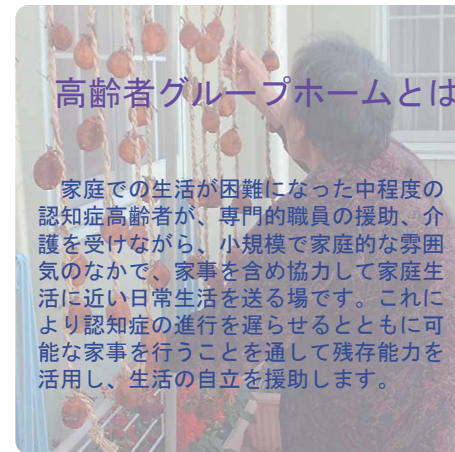 高齢者グループホームとは
家庭での生活が困難になった中程度の
認知症高齢者が、専門的職員の援助、介
護を受けながら、小規模で家庭的な雰囲
気のなかで、家事を含め協力して家庭生
活に近い日常生活を送る場です。これに
より認知症の進行を遅らせるとともに可
能な家事を行うことを通して残存能力を
活用し、生活の自立を援助します。